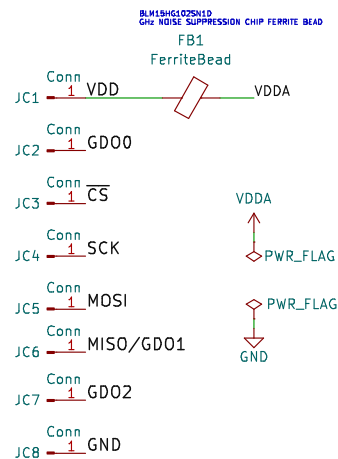 BLM15HG102SN1D
GHz NOISE SUPPRESSION CHIP FERRITE BEAD
FB1
FerriteBead
Conn
JC1 1 VDD VDDA
Conn
JC2 1 GDO0
Conn
JC3 1 CS
VDDA
Conn
JC4 1 SCK
PWR_FLAG
Conn
JC5 1 MOSI
PWR_FLAG
Conn
JC6 1 MISO/GDO1
GND
Conn
JC7 1 GDO2
Conn
JC8 1 GND